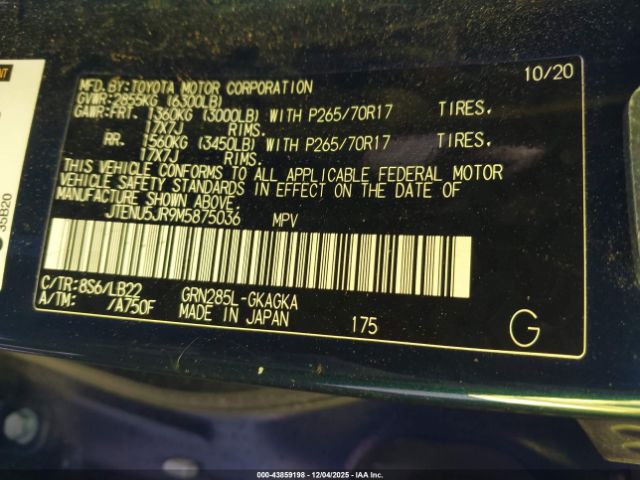 MFD. BY: TOYOTA MOTOR CORPORATION 10/20
GVWR: 2855KG (6300LB)
GAWR: FRT. 1360KG (3000LB) WITH P265/70R17 TIRES,
17X7J RIMS.
RR. 1560KG (3450LB) WITH P265/70R17 TIRES,
17X7J RIMS.
THIS VEHICLE CONFORMS TO ALL APPLICABLE FEDERAL MOTOR
VEHICLE SAFETY STANDARDS IN EFFECT ON THE DATE OF
MANUFACTURE SHOWN ABOVE.
JTENU5JR9M5875036 MPV
C/TR: 8S6/LB22 GRN285L-GKAGKA
A/TM: /A750F MADE IN JAPAN 175 G
35B20
000-43859198 - 12/04/2025 - IAA Inc.